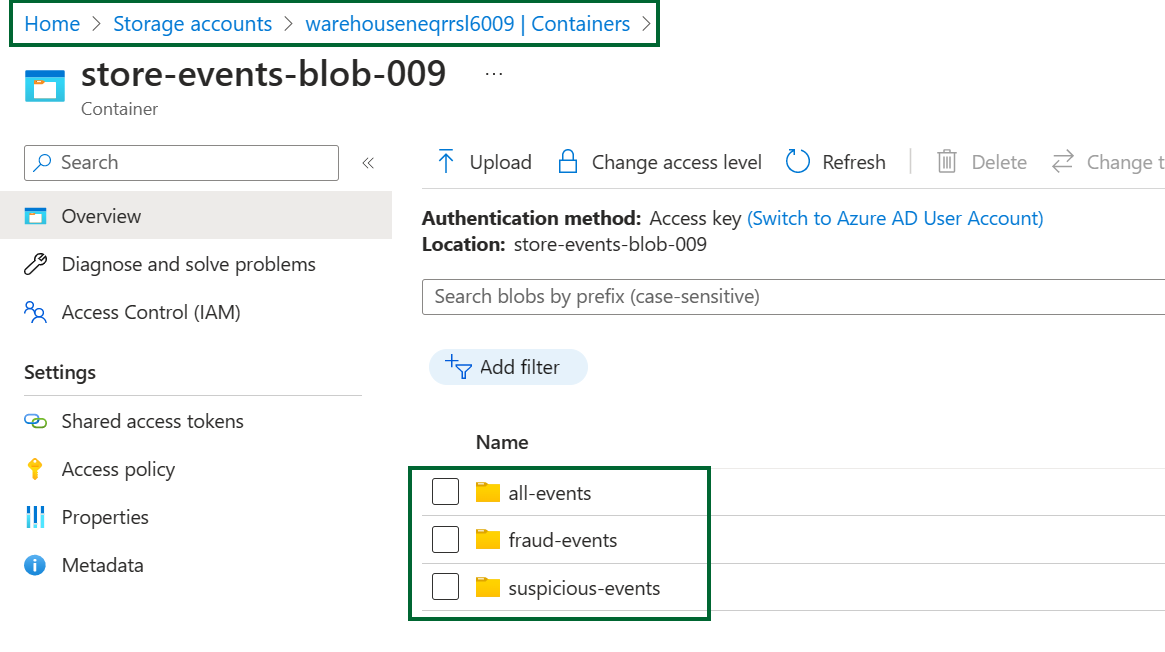 Home > Storage accounts > warehouseneqrrsl6009 | Containers >
store-events-blob-009 ...
Container
Search «
Upload Change access level Refresh Delete Change t
Overview
Authentication method: Access key (Switch to Azure AD User Account)
Location: store-events-blob-009
Diagnose and solve problems
Search blobs by prefix (case-sensitive)
Access Control (IAM)
Add filter
Settings
Shared access tokens
Name
Access policy
all-events
Properties
fraud-events
Metadata
suspicious-events